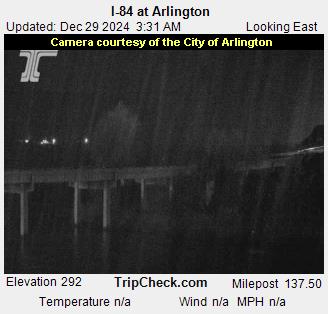 I-84 at Arlington
Updated: Dec 29 2024 3:31 AM Looking East
Camera courtesy of the City of Arlington
Elevation 292 TripCheck.com Milepost 137.50
Temperature n/a Wind n/a MPH n/a